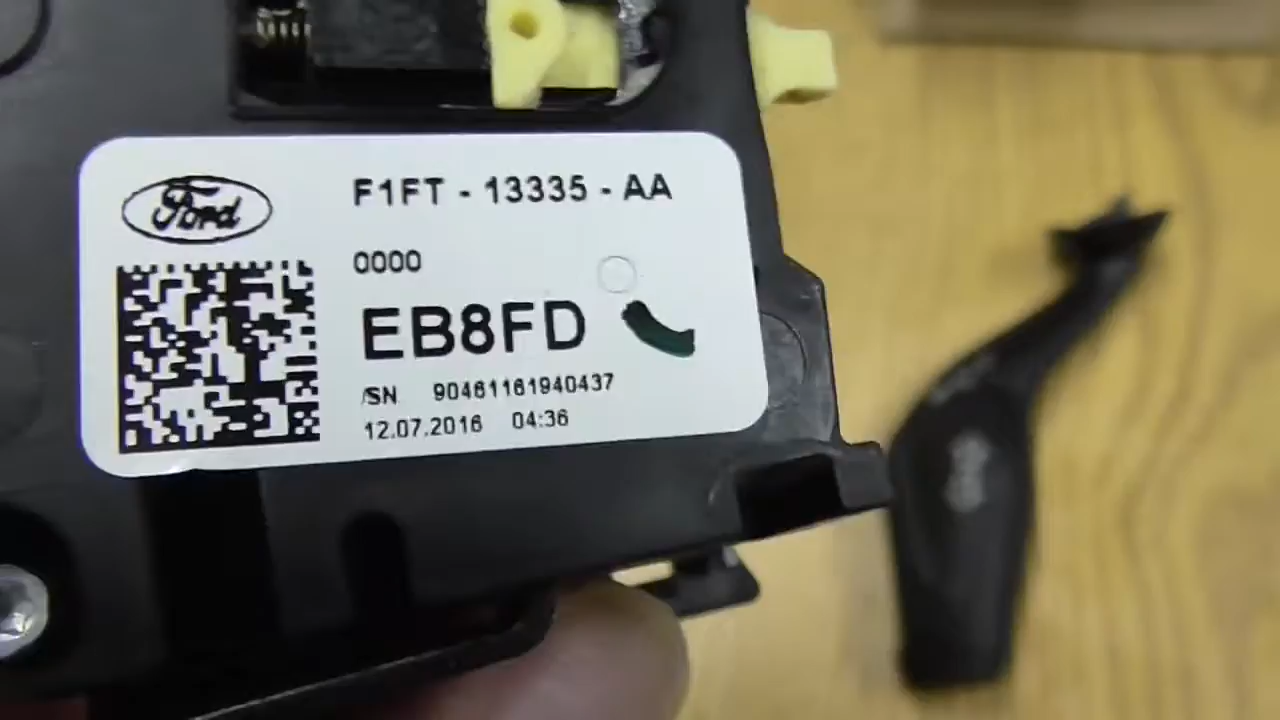 Ford
F1FT - 13335 - AA
0000
EB8FD
/SN 90461161940437
12.07.2016 04:36